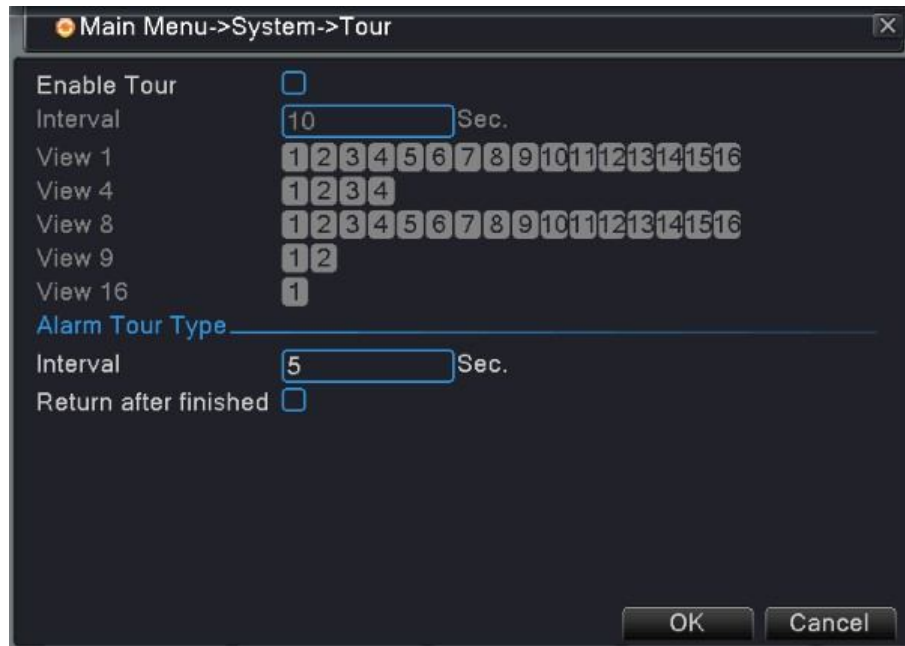 Main Menu->System->Tour
Enable Tour
Interval 10 Sec.
View 1 1 2 3 4 5 6 7 8 9 10 11 12 13 14 15 16
View 4 1 2 3 4
View 8 1 2 3 4 5 6 7 8 9 10 11 12 13 14 15 16
View 9 1 2
View 16 1
Alarm Tour Type
Interval 5 Sec.
Return after finished
OK Cancel